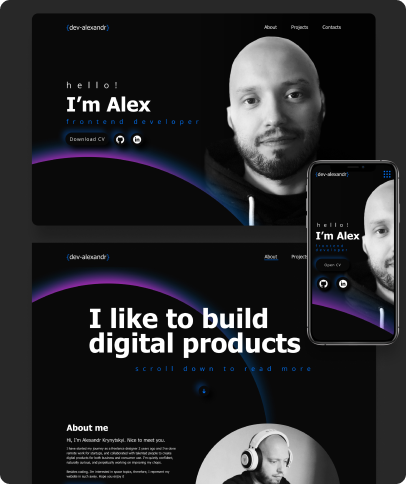 {dev-alexandr}
About
Projects
Contacts
hello!
I'm Alex
frontend developer
Download CV
{dev-alexandr}
hello!
I'm Alex
frontend
developer
Open CV
{dev-alexandr}
About
Projects
I like to build
digital products
scroll down to read more
About me
Hi, I'm Alexandr Krynytskyi. Nice to meet you.